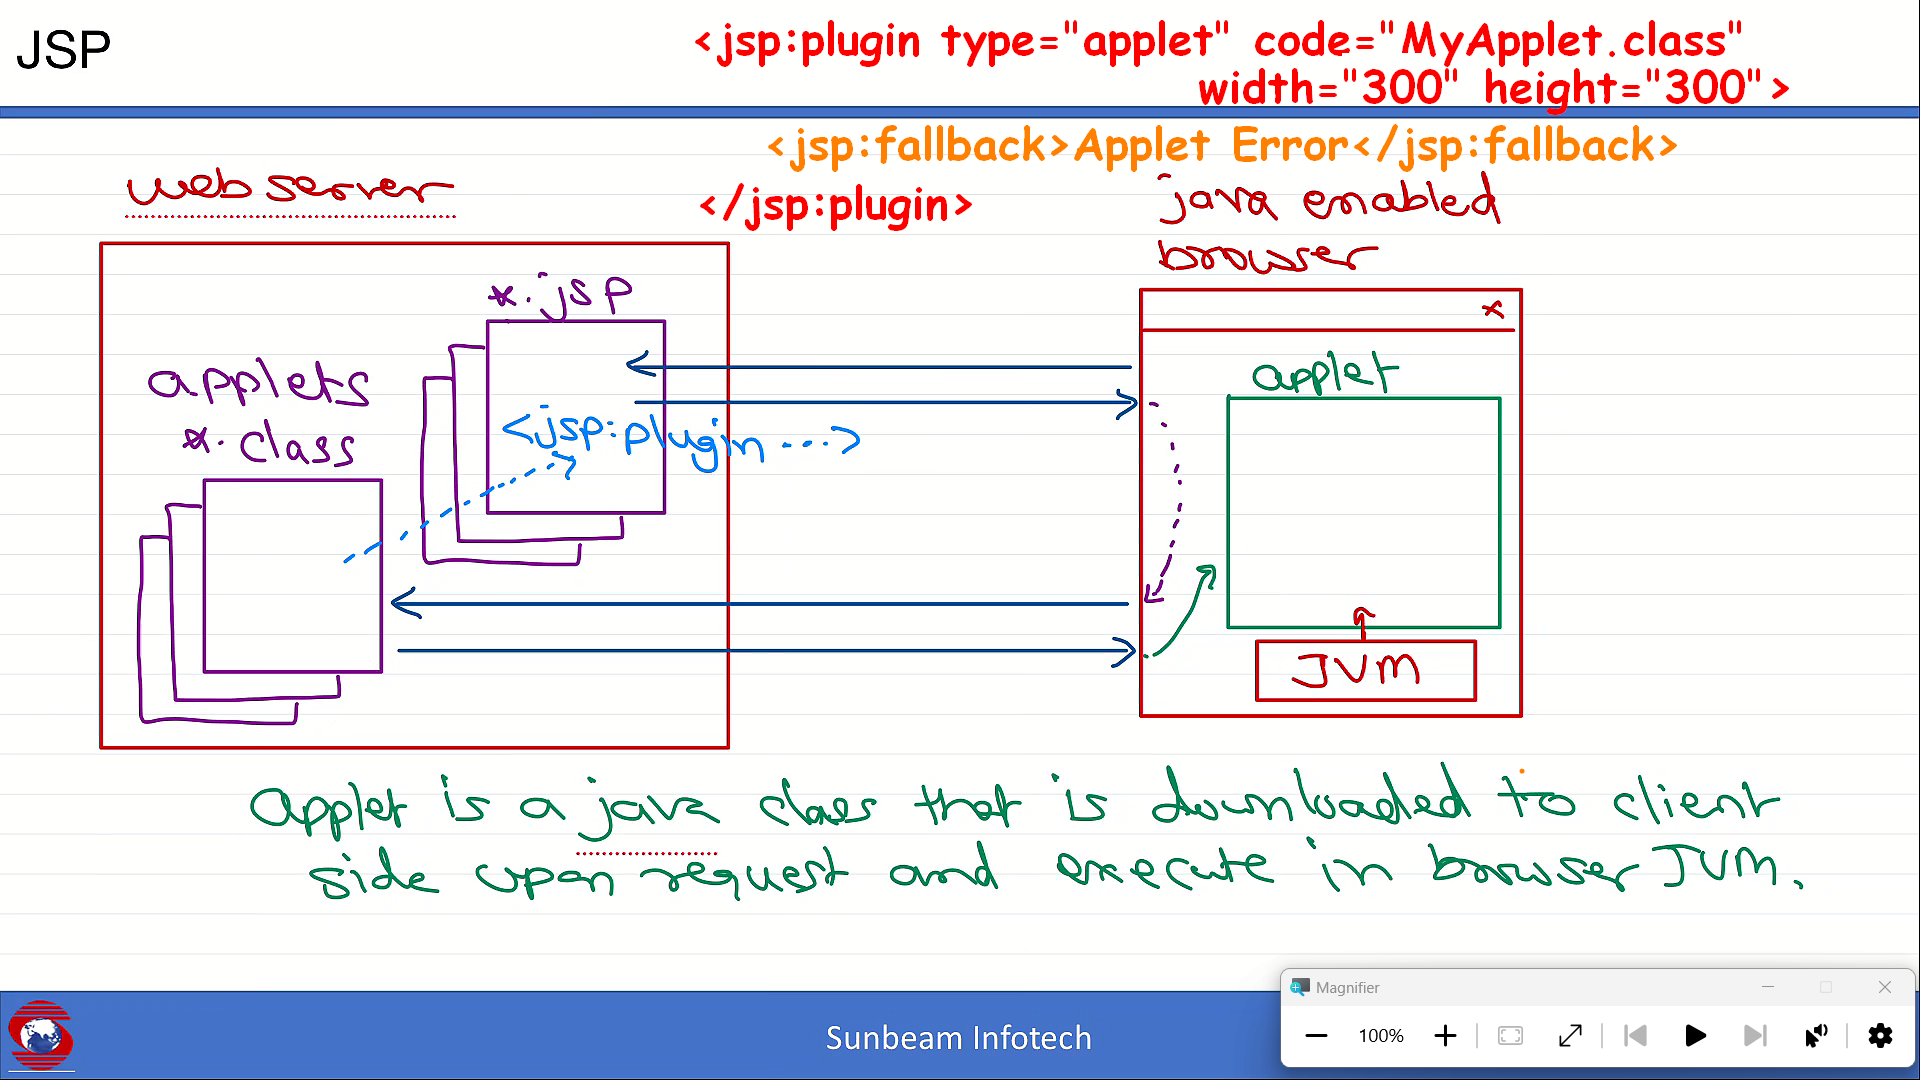 JSP
<jsp:plugin type="applet" code="MyApplet.class"
width="300" height="300">
<jsp:fallback>Applet Error</jsp:fallback>
</jsp:plugin>
web server
java enabled
browser
*.jsp
x
applets
*.class
<jsp:plugin ...>
applet
JVM
applet is a java class that is downloaded to client
side upon request and execute in browser JVM.
Sunbeam Infotech
Magnifier
100%